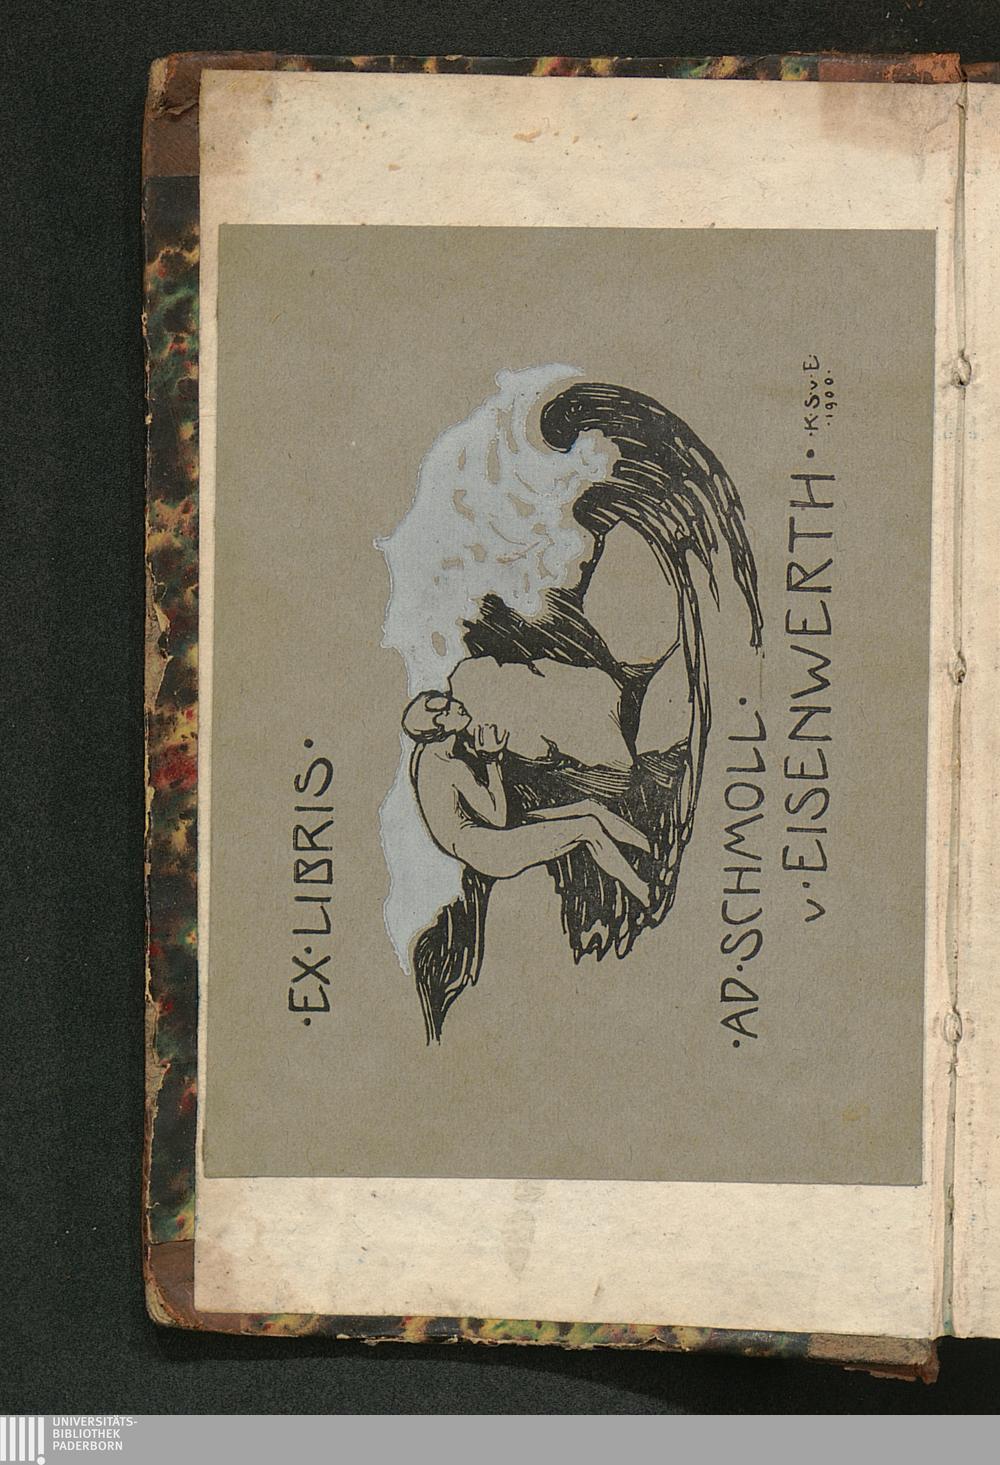 ·EX·LIBRIS·
·AD·SCHMOLL·
v·EISENWERTH·
·K·S·v·E·
·1900·
UNIVERSITÄTS-
BIBLIOTHEK
PADERBORN